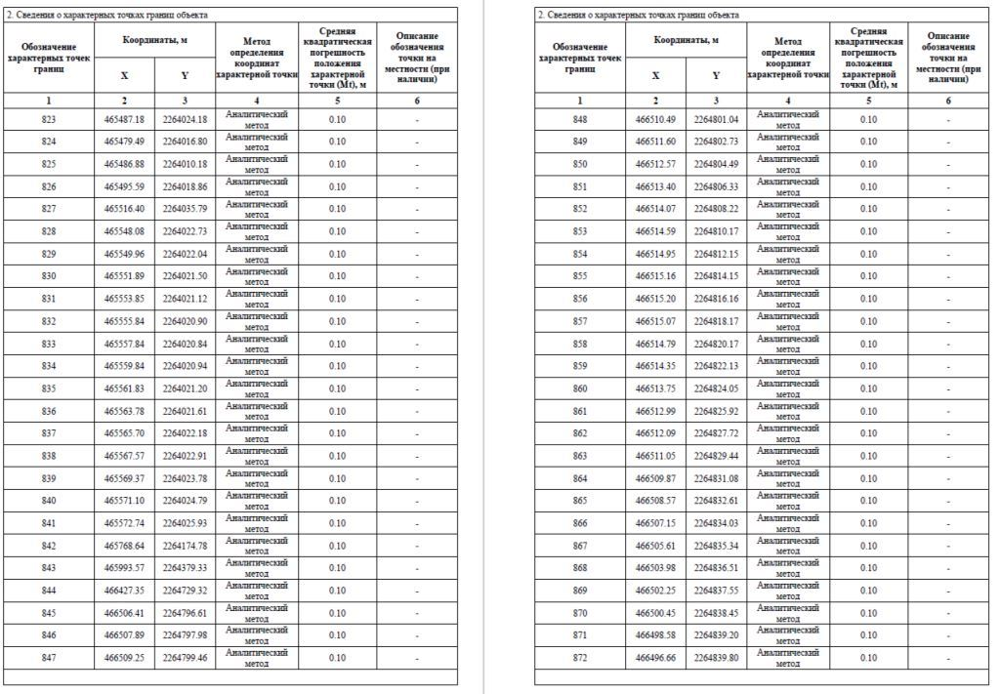 2. Сведения о характерных точках границ объекта
Обозначение характерных точек границ | Координаты, м | Метод определения координат характерной точки | Средняя квадратическая погрешность положения характерной точки (Mt), м | Описание обозначения точки на местности (при наличии)
X | Y
1 | 2 | 3 | 4 | 5 | 6
823 | 465487.18 | 2264024.18 | Аналитический метод | 0.10 | -
824 | 465479.49 | 2264016.80 | Аналитический метод | 0.10 | -
825 | 465486.88 | 2264010.18 | Аналитический метод | 0.10 | -
826 | 465495.59 | 2264018.86 | Аналитический метод | 0.10 | -
827 | 465516.40 | 2264035.79 | Аналитический метод | 0.10 | -
828 | 465548.08 | 2264022.73 | Аналитический метод | 0.10 | -
829 | 465549.96 | 2264022.04 | Аналитический метод | 0.10 | -
830 | 465551.89 | 2264021.50 | Аналитический метод | 0.10 | -
831 | 465553.85 | 2264021.12 | Аналитический метод | 0.10 | -
832 | 465555.84 | 2264020.90 | Аналитический метод | 0.10 | -
833 | 465557.84 | 2264020.84 | Аналитический метод | 0.10 | -
834 | 465559.84 | 2264020.94 | Аналитический метод | 0.10 | -
835 | 465561.83 | 2264021.20 | Аналитический метод | 0.10 | -
836 | 465563.78 | 2264021.61 | Аналитический метод | 0.10 | -
837 | 465565.70 | 2264022.18 | Аналитический метод | 0.10 | -
838 | 465567.57 | 2264022.91 | Аналитический метод | 0.10 | -
839 | 465569.37 | 2264023.78 | Аналитический метод | 0.10 | -
840 | 465571.10 | 2264024.79 | Аналитический метод | 0.10 | -
841 | 465572.74 | 2264025.93 | Аналитический метод | 0.10 | -
842 | 465768.64 | 2264174.78 | Аналитический метод | 0.10 | -
843 | 465993.57 | 2264379.33 | Аналитический метод | 0.10 | -
844 | 466427.35 | 2264729.32 | Аналитический метод | 0.10 | -
845 | 466506.41 | 2264796.61 | Аналитический метод | 0.10 | -
846 | 466507.89 | 2264797.98 | Аналитический метод | 0.10 | -
847 | 466509.25 | 2264799.46 | Аналитический метод | 0.10 | -
2. Сведения о характерных точках границ объекта
Обозначение характерных точек границ | Координаты, м | Метод определения координат характерной точки | Средняя квадратическая погрешность положения характерной точки (Mt), м | Описание обозначения точки на местности (при наличии)
X | Y
1 | 2 | 3 | 4 | 5 | 6
848 | 466510.49 | 2264801.04 | Аналитический метод | 0.10 | -
849 | 466511.60 | 2264802.73 | Аналитический метод | 0.10 | -
850 | 466512.57 | 2264804.49 | Аналитический метод | 0.10 | -
851 | 466513.40 | 2264806.33 | Аналитический метод | 0.10 | -
852 | 466514.07 | 2264808.22 | Аналитический метод | 0.10 | -
853 | 466514.59 | 2264810.17 | Аналитический метод | 0.10 | -
854 | 466514.95 | 2264812.15 | Аналитический метод | 0.10 | -
855 | 466515.16 | 2264814.15 | Аналитический метод | 0.10 | -
856 | 466515.20 | 2264816.16 | Аналитический метод | 0.10 | -
857 | 466515.07 | 2264818.17 | Аналитический метод | 0.10 | -
858 | 466514.79 | 2264820.17 | Аналитический метод | 0.10 | -
859 | 466514.35 | 2264822.13 | Аналитический метод | 0.10 | -
860 | 466513.75 | 2264824.05 | Аналитический метод | 0.10 | -
861 | 466512.99 | 2264825.92 | Аналитический метод | 0.10 | -
862 | 466512.09 | 2264827.72 | Аналитический метод | 0.10 | -
863 | 466511.05 | 2264829.44 | Аналитический метод | 0.10 | -
864 | 466509.87 | 2264831.08 | Аналитический метод | 0.10 | -
865 | 466508.57 | 2264832.61 | Аналитический метод | 0.10 | -
866 | 466507.15 | 2264834.03 | Аналитический метод | 0.10 | -
867 | 466505.61 | 2264835.34 | Аналитический метод | 0.10 | -
868 | 466503.98 | 2264836.51 | Аналитический метод | 0.10 | -
869 | 466502.25 | 2264837.55 | Аналитический метод | 0.10 | -
870 | 466500.45 | 2264838.45 | Аналитический метод | 0.10 | -
871 | 466498.58 | 2264839.20 | Аналитический метод | 0.10 | -
872 | 466496.66 | 2264839.80 | Аналитический метод | 0.10 | -